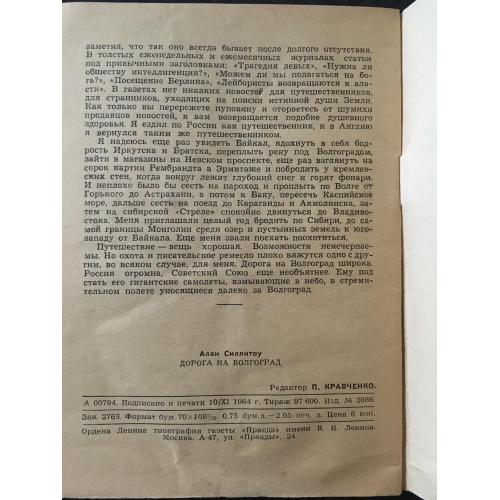 заметил, что так оно всегда бывает после долгого отсутствия.
В толстых еженедельных и ежемесячных журналах статьи
под привычными заголовками: «Трагедия левых», «Нужна ли
обществу интеллигенция?», «Можем ли мы полагаться на бо-
га?», «Посещение Берлина», «Лейбористы возвращаются к вла-
сти». В газетах нет никаких новостей для путешественников,
для странников, уходящих на поиски истинной души Земли.
Как только вы перережете пуповину и оторветесь от шумихи
продавцов новостей, к вам возвращается подобие душевного
здоровья. Я ездил по России как путешественник, и в Англию
я вернулся таким же путешественником.
Я надеюсь еще раз увидеть Байкал, вдохнуть в себя бод-
рость Иркутска и Братска, переплыть реку под Волгоградом,
зайти в магазины на Невском проспекте, еще раз взглянуть на
сорок картин Рембрандта в Эрмитаже и побродить у кремлев-
ских стен, когда вокруг лежит глубокий снег и горят фонари.
И неплохо было бы сесть на пароход и проплыть по Волге от
Горького до Астрахани, а потом к Баку, пересечь Каспийское
море, дальше сесть на поезд до Караганды и Акмолинска, за-
тем на сибирской «Стреле» спокойно двинуться до Владиво-
стока. Меня приглашали целый год бродить по Сибири, до са-
мой границы Монголии среди озер и пустынных земель к юго-
западу от Байкала. Еще меня звали поехать поохотиться.
Путешествие — вещь хорошая. Возможности неисчерпае-
мы. Но охота и писательское ремесло плохо вяжутся одно с дру-
гим, во всяком случае, для меня. Дорога на Волгоград широка.
Россия огромна, Советский Союз еще необъятнее. Ему под
стать его гигантские самолеты, взмывающие в небо, в стреми-
тельном полете уносящиеся далеко за Волгоград.
Алан Силлитоу
ДОРОГА НА ВОЛГОГРАД
Редактор П. КРАВЧЕНКО.
А 00794. Подписано к печати 10/XI 1964 г. Тираж 97 600. Изд. № 2086.
Зак. 2763. Формат бум. 70×108¹/₃₂. 0,75 бум. л.—2,05 печ. л. Цена 6 коп.
Ордена Ленина типография газеты «Правда» имени В. И. Ленина.
Москва, А-47, ул. «Правды», 24.